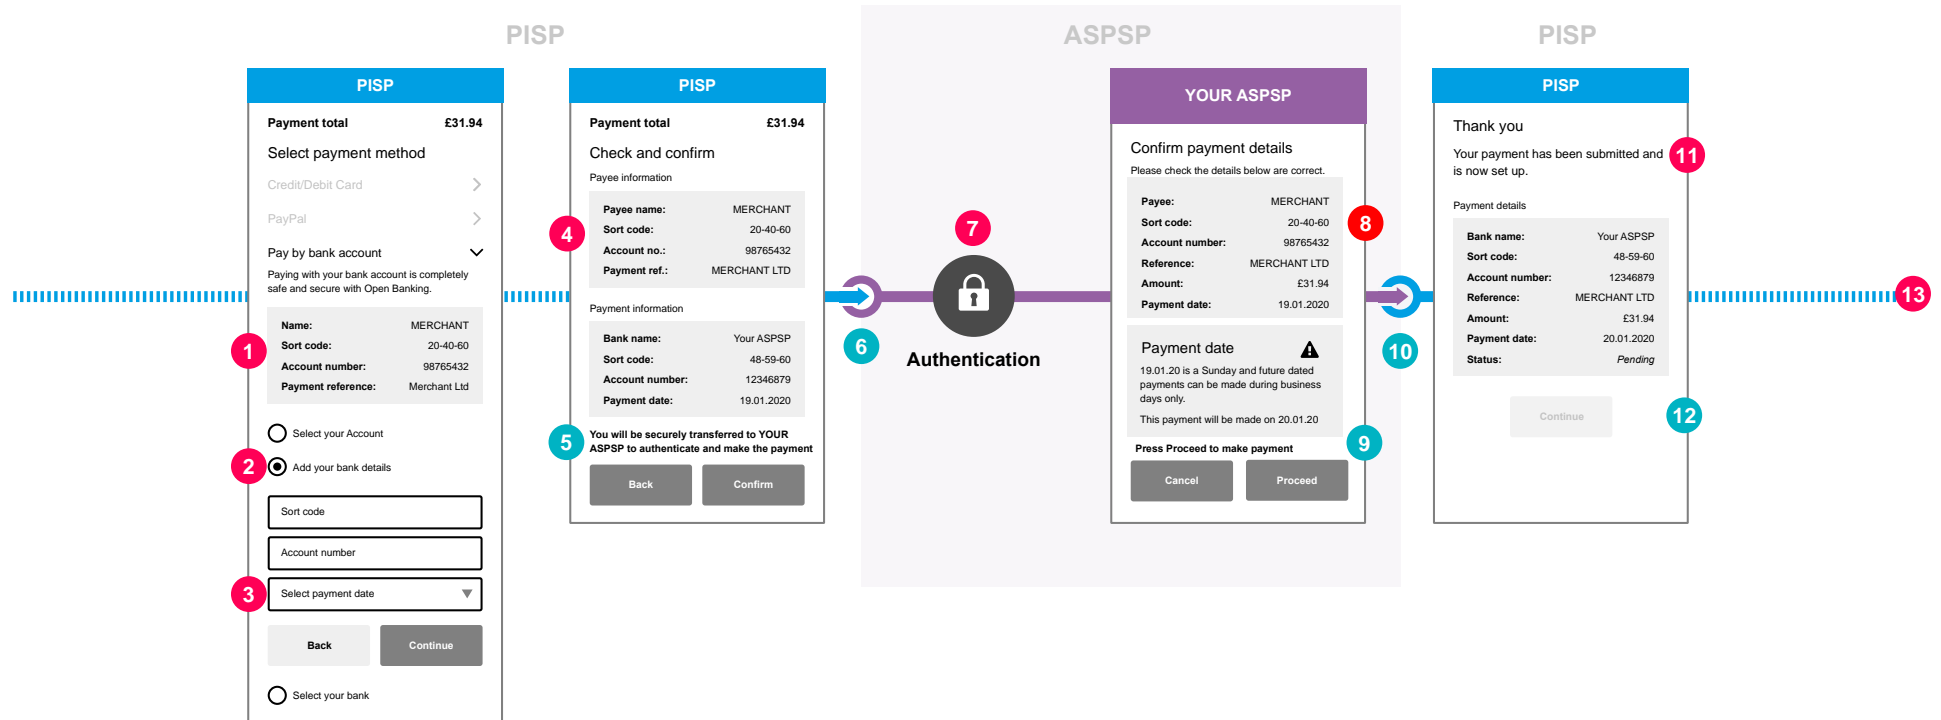 PISP
ASPSP
PISP
PISP
Payment total £31.94
Select payment method
Credit/Debit Card
PayPal
Pay by bank account
Paying with your bank account is completely
safe and secure with Open Banking.
Name: MERCHANT
Sort code: 20-40-60
Account number: 98765432
Payment reference: Merchant Ltd
1
Select your Account
2
Add your bank details
Sort code
Account number
3
Select payment date
Back
Continue
Select your bank
PISP
Payment total £31.94
Check and confirm
Payee information
4
Payee name: MERCHANT
Sort code: 20-40-60
Account no.: 98765432
Payment ref.: MERCHANT LTD
Payment information
Bank name: Your ASPSP
Sort code: 48-59-60
Account number: 12346879
Payment date: 19.01.2020
5
You will be securely transferred to YOUR
ASPSP to authenticate and make the payment
Back
Confirm
6
7
Authentication
YOUR ASPSP
Confirm payment details
Please check the details below are correct.
Payee: MERCHANT
Sort code: 20-40-60
Account number: 98765432
Reference: MERCHANT LTD
Amount: £31.94
Payment date: 19.01.2020
8
Payment date
19.01.20 is a Sunday and future dated
payments can be made during business
days only.
This payment will be made on 20.01.20
9
Press Proceed to make payment
Cancel
Proceed
10
PISP
Thank you
Your payment has been submitted and
is now set up.
11
Payment details
Bank name: Your ASPSP
Sort code: 48-59-60
Account number: 12346879
Reference: MERCHANT LTD
Amount: £31.94
Payment date: 20.01.2020
Status: Pending
Continue
12
13